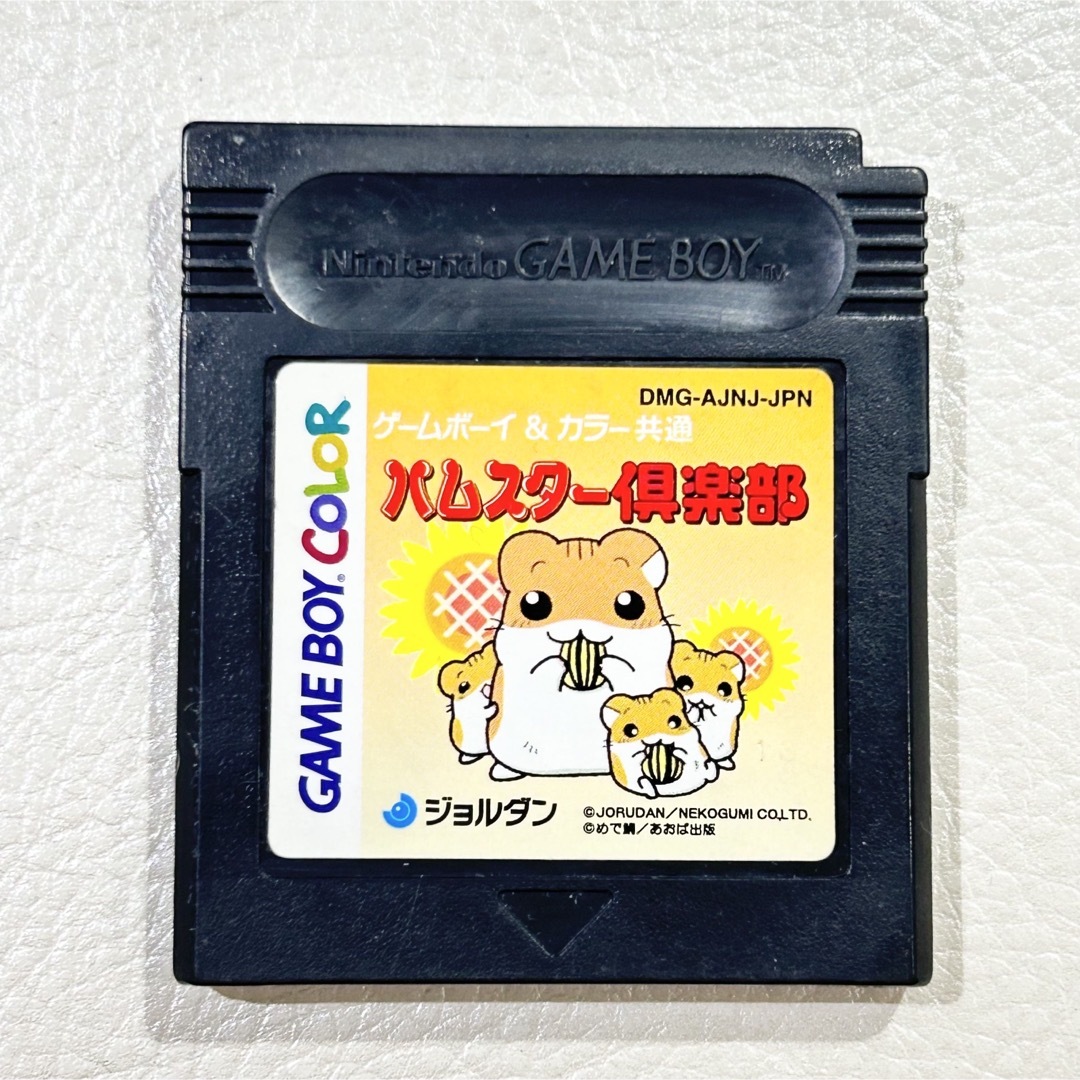 Nintendo GAME BOY TM
GAME BOY® COLOR
DMG-AJNJ-JPN
ゲームボーイ & カラー共通
ハムスター倶楽部
ジョルダン
©JORUDAN/NEKOGUMI CO.,LTD.
©めで鯛/あおば出版